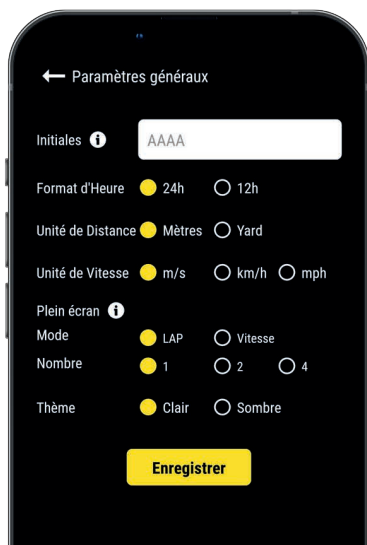 Paramètres généraux
Initiales i AAAA
Format d'Heure 24h 12h
Unité de Distance Mètres Yard
Unité de Vitesse m/s km/h mph
Plein écran i
Mode LAP Vitesse
Nombre 1 2 4
Thème Clair Sombre
Enregistrer